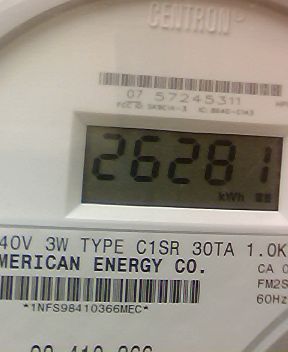 CENTRON®
07 57245311
26281
kWh
40V 3W TYPE C1SR 30TA 1.0K
MERICAN ENERGY CO.
CA 0
FM2S
60Hz
*1NFS98410366MEC*